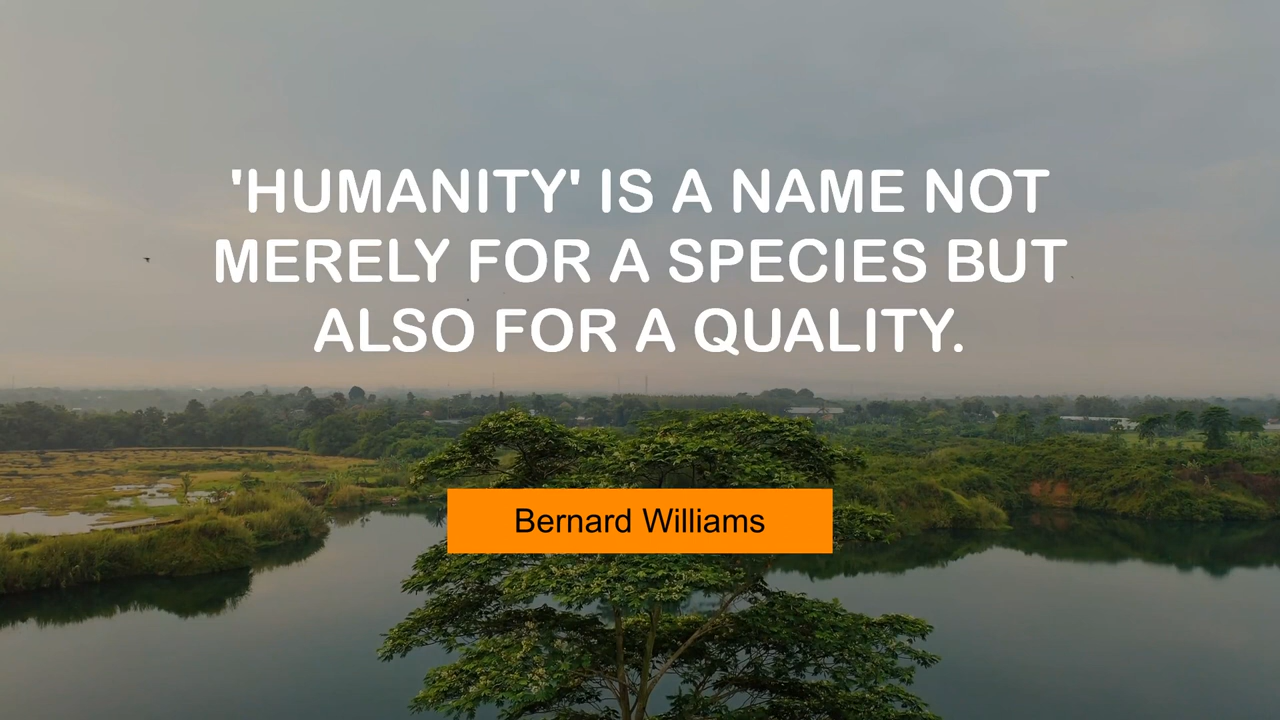 'HUMANITY' IS A NAME NOT
MERELY FOR A SPECIES BUT
ALSO FOR A QUALITY.
Bernard Williams